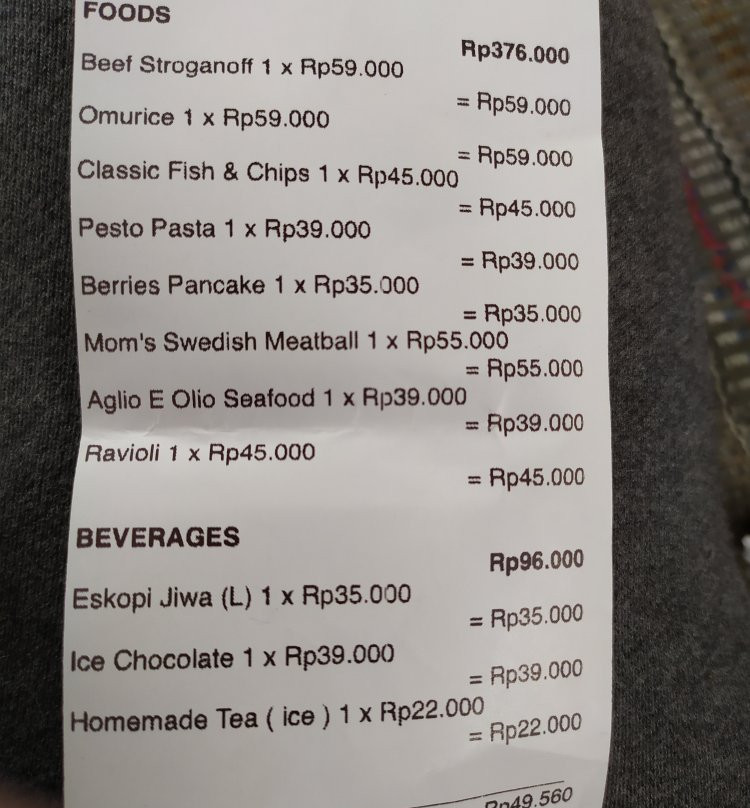 FOODS
Rp376.000
Beef Stroganoff 1 x Rp59.000
= Rp59.000
Omurice 1 x Rp59.000
= Rp59.000
Classic Fish & Chips 1 x Rp45.000
= Rp45.000
Pesto Pasta 1 x Rp39.000
= Rp39.000
Berries Pancake 1 x Rp35.000
= Rp35.000
Mom's Swedish Meatball 1 x Rp55.000
= Rp55.000
Aglio E Olio Seafood 1 x Rp39.000
= Rp39.000
Ravioli 1 x Rp45.000
= Rp45.000
BEVERAGES
Rp96.000
Eskopi Jiwa (L) 1 x Rp35.000
= Rp35.000
Ice Chocolate 1 x Rp39.000
= Rp39.000
Homemade Tea ( ice ) 1 x Rp22.000
= Rp22.000
Rp49.560